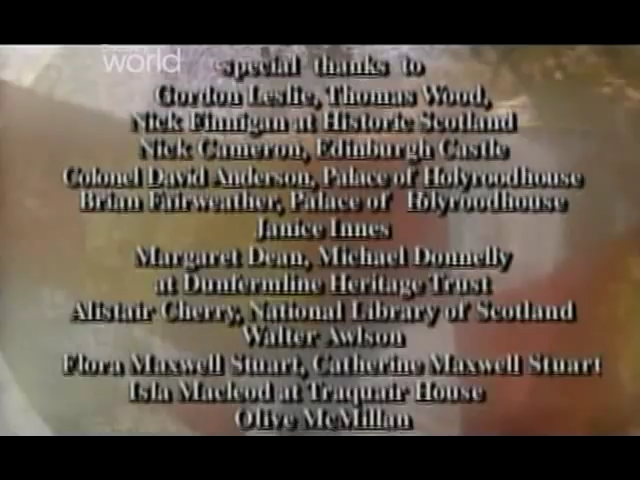 world
special thanks to
Gordon Leslie, Thomas Wood,
Nick Finnigan at Historic Scotland
Nick Cameron, Edinburgh Castle
Colonel David Anderson, Palace of Holyroodhouse
Brian Fairweather, Palace of Holyroodhouse
Janice Innes
Margaret Dean, Michael Donnelly
at Dunfermline Heritage Trust
Alistair Cherry, National Library of Scotland
Walter Awlson
Flora Maxwell Stuart, Catherine Maxwell Stuart
Isla Macleod at Traquair House
Olive McMillan